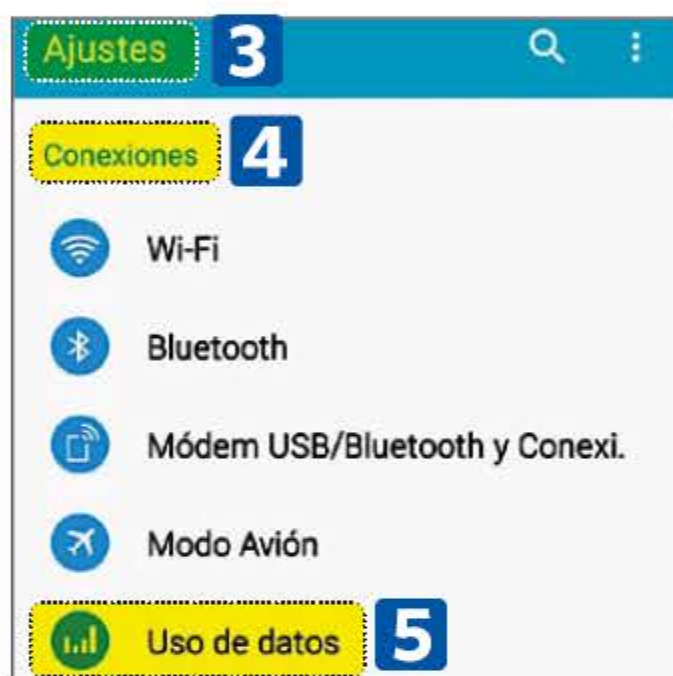 Ajustes 3
Conexiones 4
Wi-Fi
Bluetooth
Módem USB/Bluetooth y Conexi.
Modo Avión
Uso de datos 5